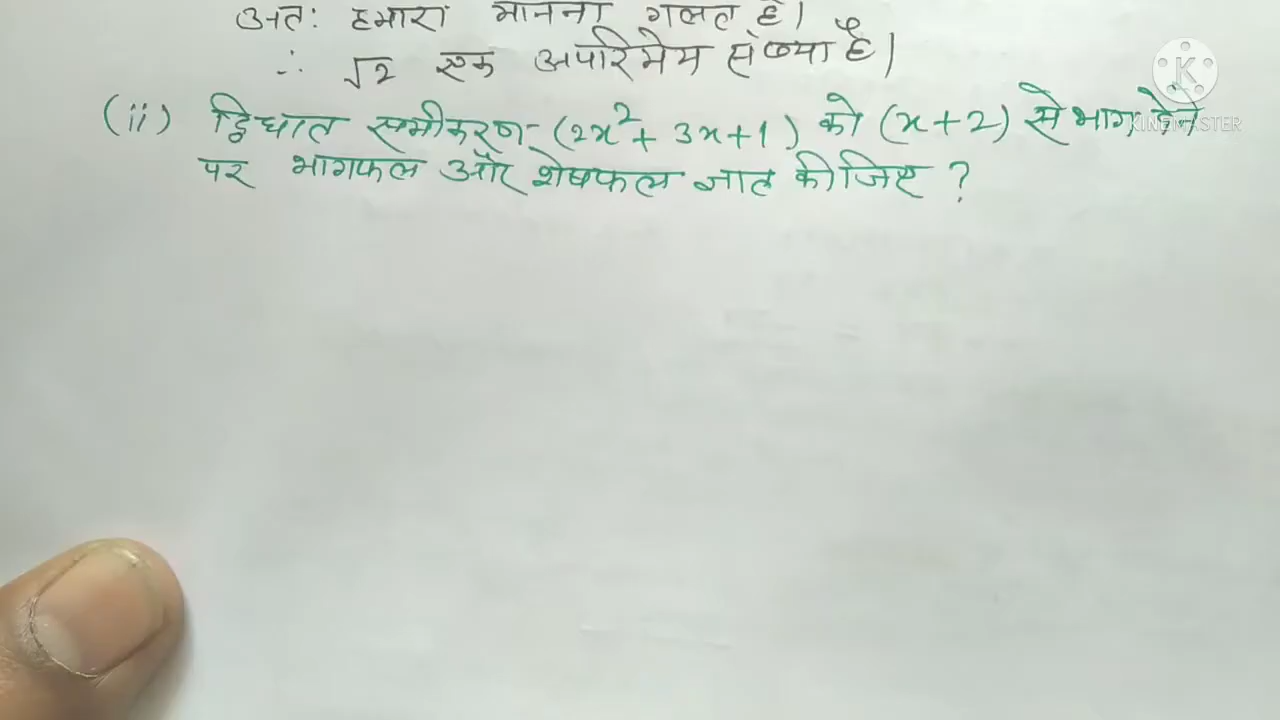 अतः हमारा मानना गलत है।
∴ √2 एक अपरिमेय संख्या है।
(ii) द्विघात समीकरण- (2x²+ 3x+1) को (x+2) से भाग देने
पर भागफल और शेषफल ज्ञात कीजिए ?
K
KINEMASTER